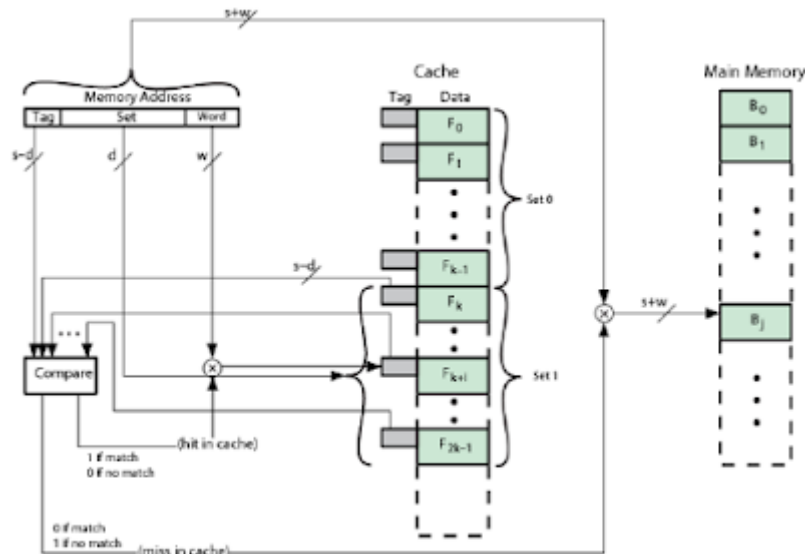 s+w
Cache
Main Memory
Memory Address
Tag Data
Tag Set Word
F0
B0
s–d
d
w
F1
B1
Set 0
s–d
Fk–1
Fk
s+w
Bj
Compare
Fk+i
Set 1
(hit in cache)
F2k–1
1 if match
0 if no match
0 if match
1 if no match
(miss in cache)